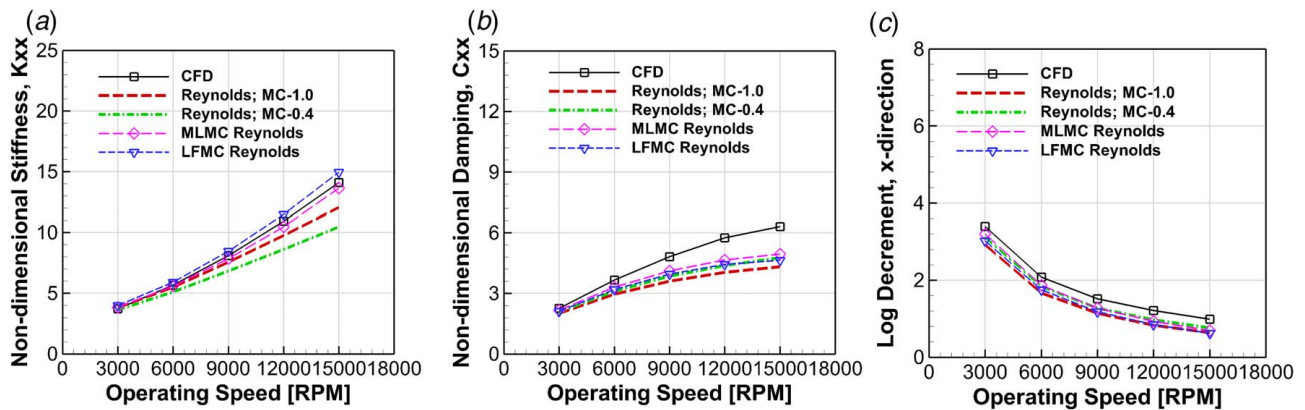 (a)
Non-dimensional Stiffness, Kxx
25
20
15
10
5
0
CFD
Reynolds; MC-1.0
Reynolds; MC-0.4
MLMC Reynolds
LFMC Reynolds
0 3000 6000 9000 12000 15000 18000
Operating Speed [RPM]
(b)
Non-dimensional Damping, Cxx
15
12
9
6
3
0
CFD
Reynolds; MC-1.0
Reynolds; MC-0.4
MLMC Reynolds
LFMC Reynolds
0 3000 6000 9000 12000 15000 18000
Operating Speed [RPM]
(c)
Log Decrement, x-direction
8
6
4
2
0
CFD
Reynolds; MC-1.0
Reynolds; MC-0.4
MLMC Reynolds
LFMC Reynolds
0 3000 6000 9000 12000 15000 18000
Operating Speed [RPM]